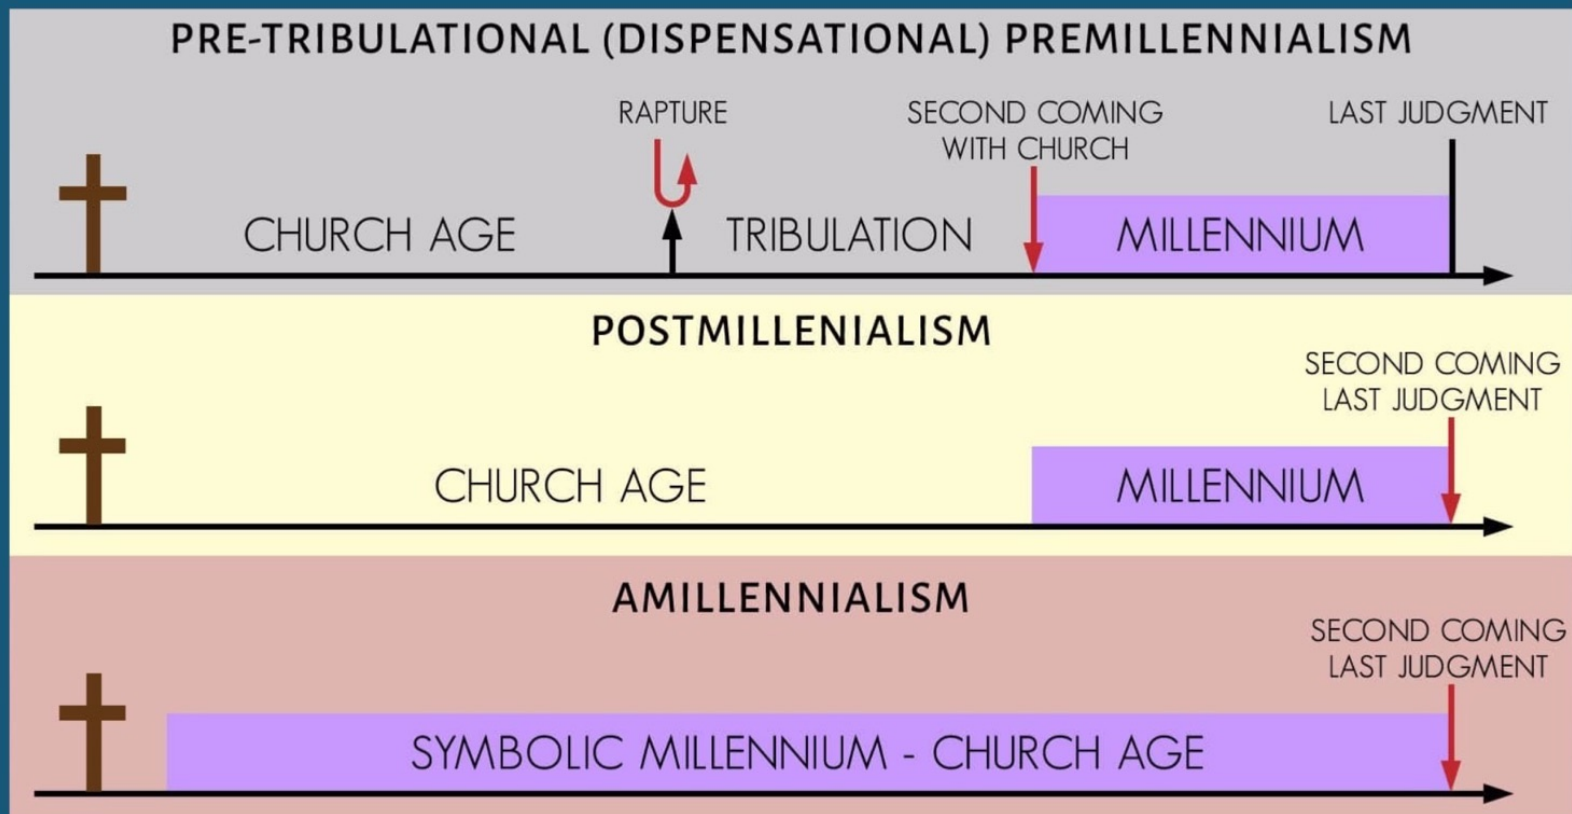 PRE-TRIBULATIONAL (DISPENSATIONAL) PREMILLENNIALISM
RAPTURE
SECOND COMING
WITH CHURCH
LAST JUDGMENT
CHURCH AGE
TRIBULATION
MILLENNIUM
POSTMILLENIALISM
SECOND COMING
LAST JUDGMENT
CHURCH AGE
MILLENNIUM
AMILLENNIALISM
SECOND COMING
LAST JUDGMENT
SYMBOLIC MILLENNIUM - CHURCH AGE